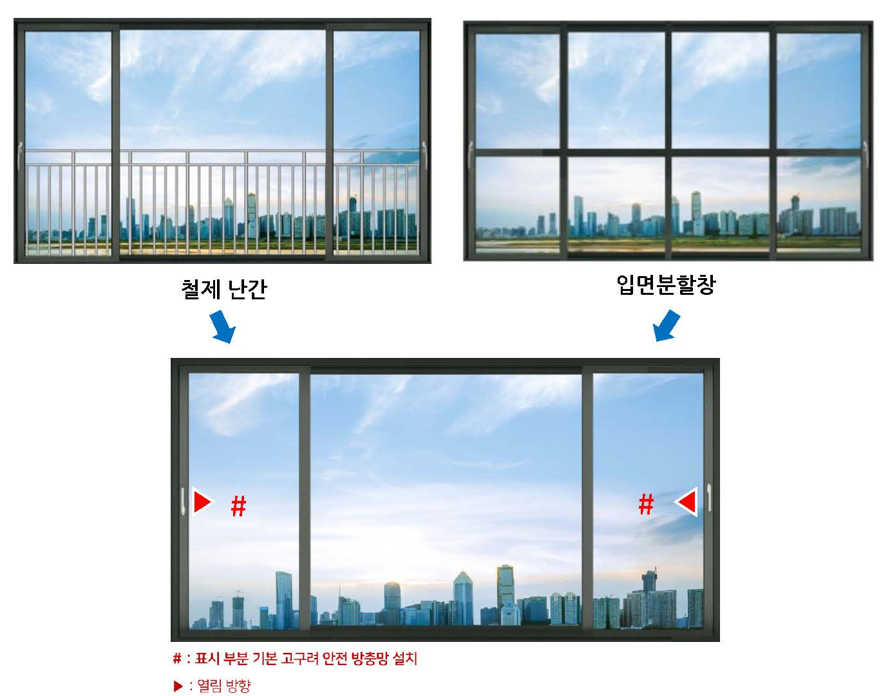 철제 난간
입면분할창
#
#
# : 표시 부분 기본 고구려 안전 방충망 설치
▶ : 열림 방향